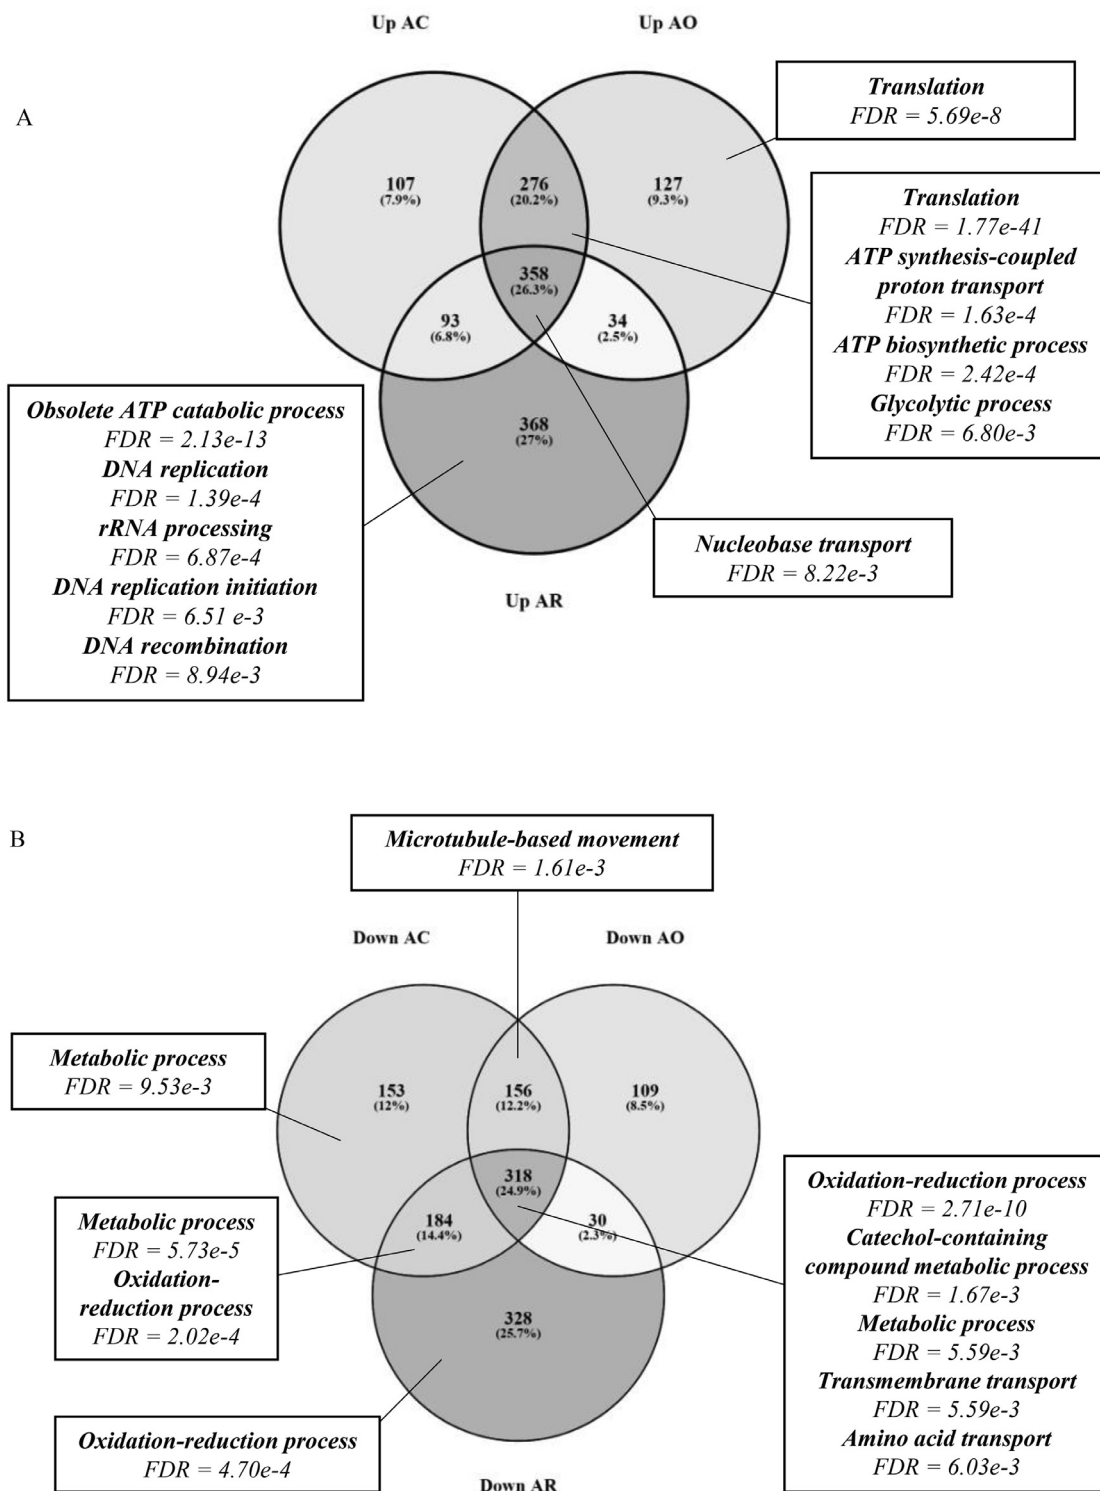 A
Up AC
Up AO
107
(7.9%)
276
(20.2%)
127
(9.3%)
358
(26.3%)
93
(6.8%)
34
(2.5%)
368
(27%)
Up AR
Translation
FDR = 5.69e-8
Translation
FDR = 1.77e-41
ATP synthesis-coupled
proton transport
FDR = 1.63e-4
ATP biosynthetic process
FDR = 2.42e-4
Glycolytic process
FDR = 6.80e-3
Obsolete ATP catabolic process
FDR = 2.13e-13
DNA replication
FDR = 1.39e-4
rRNA processing
FDR = 6.87e-4
DNA replication initiation
FDR = 6.51 e-3
DNA recombination
FDR = 8.94e-3
Nucleobase transport
FDR = 8.22e-3
B
Microtubule-based movement
FDR = 1.61e-3
Down AC
Down AO
153
(12%)
156
(12.2%)
109
(8.5%)
318
(24.9%)
184
(14.4%)
30
(2.3%)
328
(25.7%)
Down AR
Metabolic process
FDR = 9.53e-3
Metabolic process
FDR = 5.73e-5
Oxidation-
reduction process
FDR = 2.02e-4
Oxidation-reduction process
FDR = 4.70e-4
Oxidation-reduction process
FDR = 2.71e-10
Catechol-containing
compound metabolic process
FDR = 1.67e-3
Metabolic process
FDR = 5.59e-3
Transmembrane transport
FDR = 5.59e-3
Amino acid transport
FDR = 6.03e-3